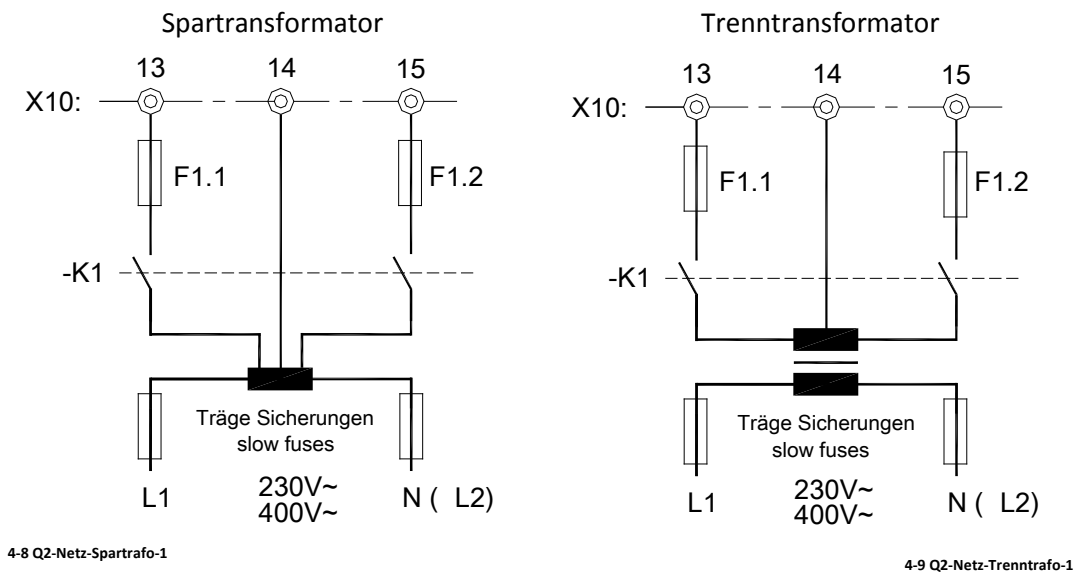 Spartransformator
13 14 15
X10:
F1.1 F1.2
-K1
Träge Sicherungen
slow fuses
L1 230V~ N ( L2)
400V~
4-8 Q2-Netz-Spartrafo-1
Trenntransformator
13 14 15
X10:
F1.1 F1.2
-K1
Träge Sicherungen
slow fuses
L1 230V~ N ( L2)
400V~
4-9 Q2-Netz-Trenntrafo-1